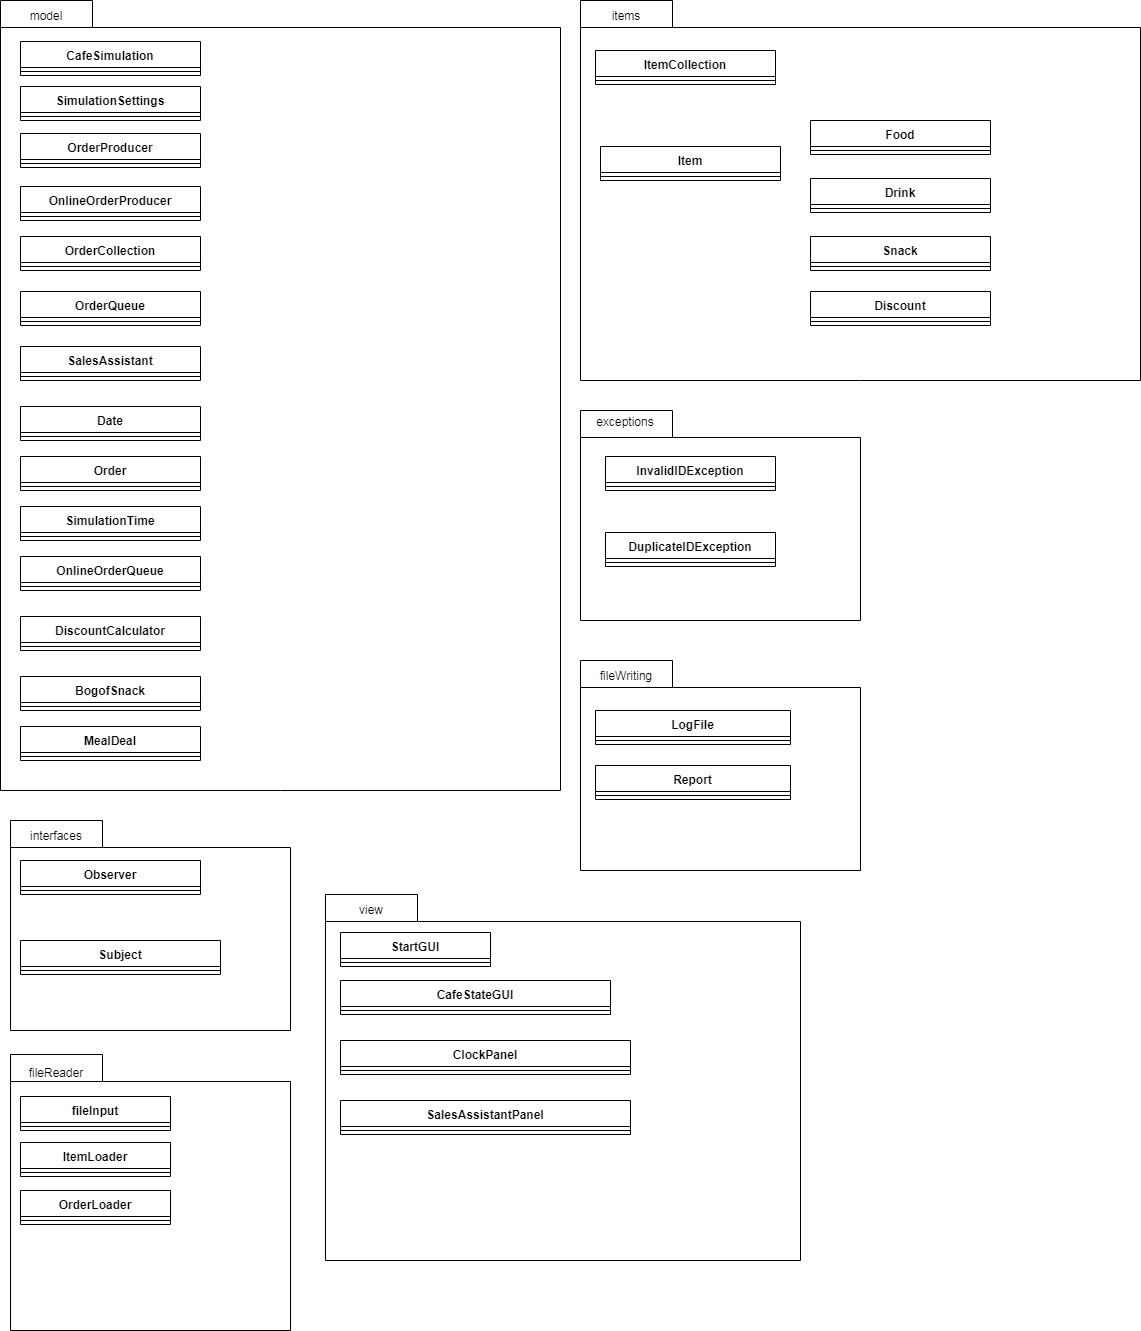 model
CafeSimulation
SimulationSettings
OrderProducer
OnlineOrderProducer
OrderCollection
OrderQueue
SalesAssistant
Date
Order
SimulationTime
OnlineOrderQueue
DiscountCalculator
BogofSnack
MealDeal
items
ItemCollection
Item
Food
Drink
Snack
Discount
exceptions
InvalidIDException
DuplicateIDException
fileWriting
LogFile
Report
interfaces
Observer
Subject
view
StartGUI
CafeStateGUI
ClockPanel
SalesAssistantPanel
fileReader
fileInput
ItemLoader
OrderLoader